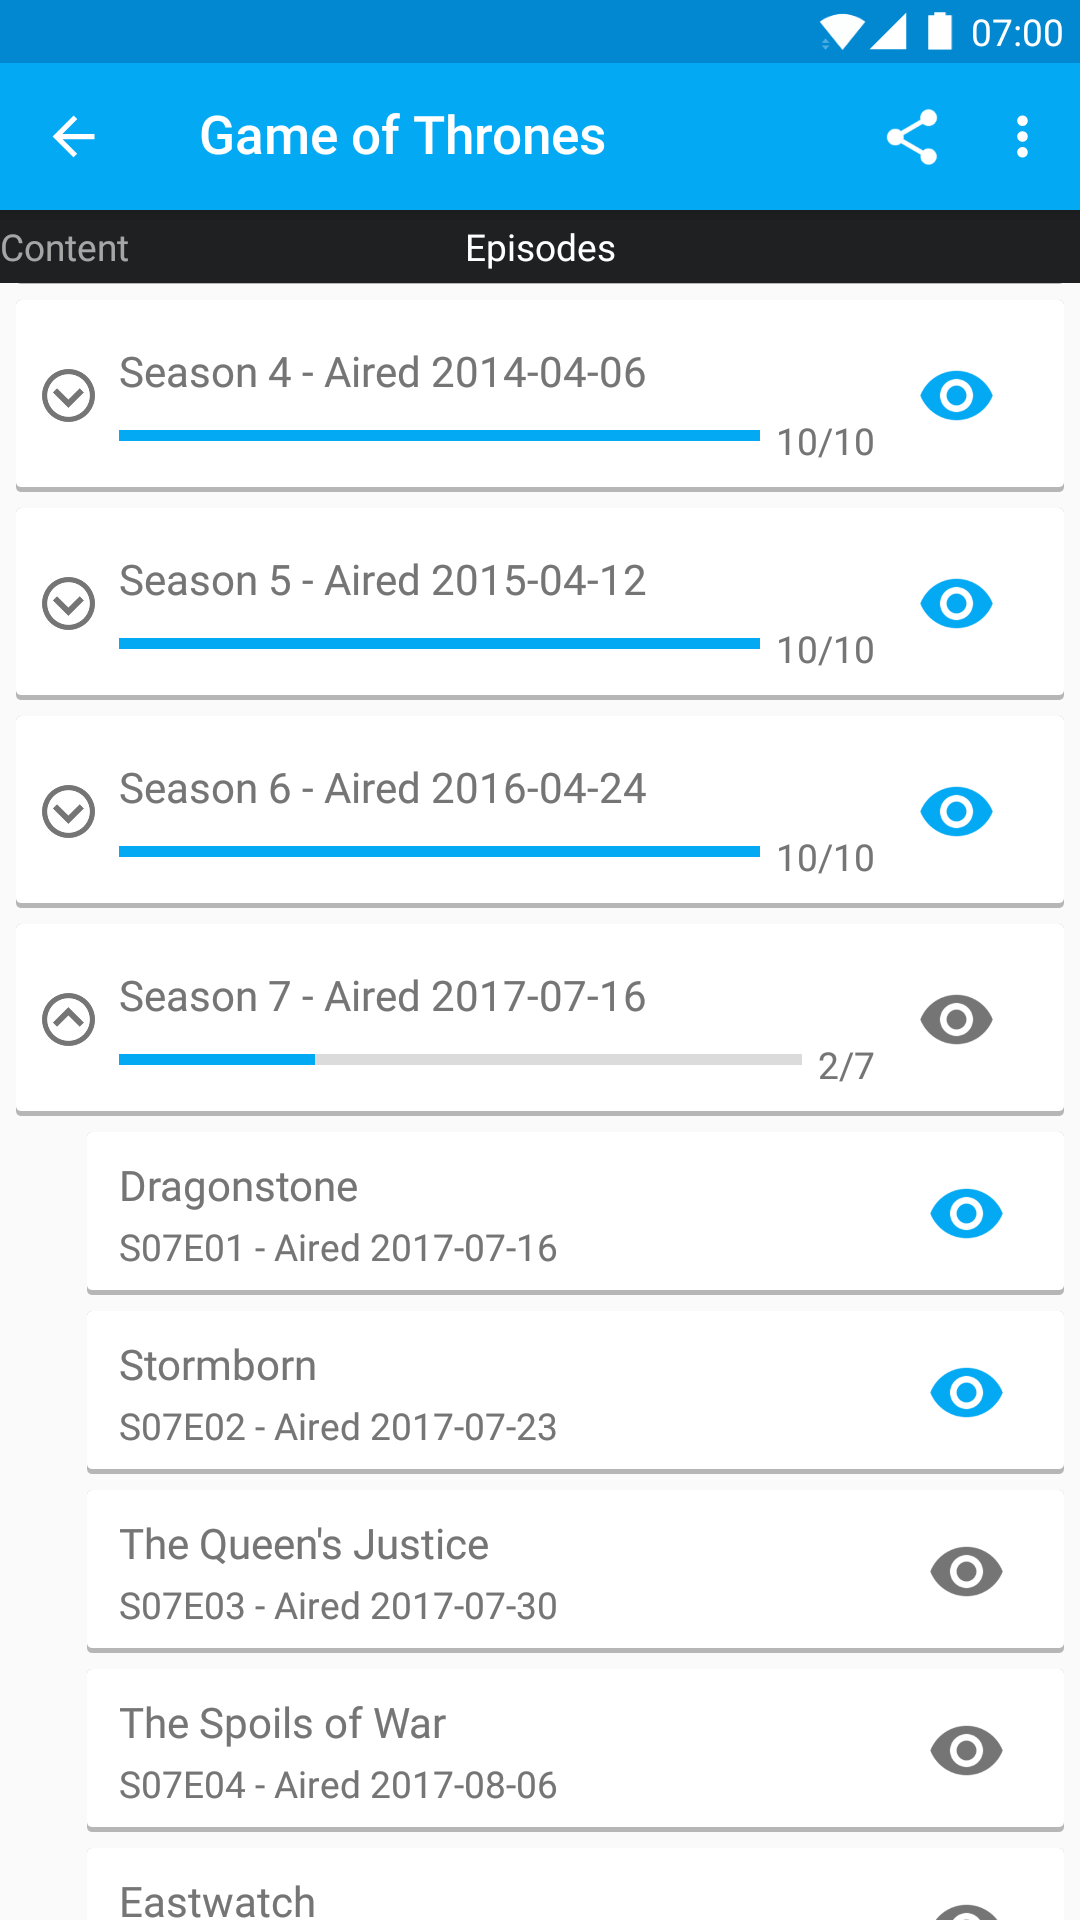 07:00
Game of Thrones
Content
Episodes
Season 4 - Aired 2014-04-06
10/10
Season 5 - Aired 2015-04-12
10/10
Season 6 - Aired 2016-04-24
10/10
Season 7 - Aired 2017-07-16
2/7
Dragonstone
S07E01 - Aired 2017-07-16
Stormborn
S07E02 - Aired 2017-07-23
The Queen's Justice
S07E03 - Aired 2017-07-30
The Spoils of War
S07E04 - Aired 2017-08-06
Eastwatch